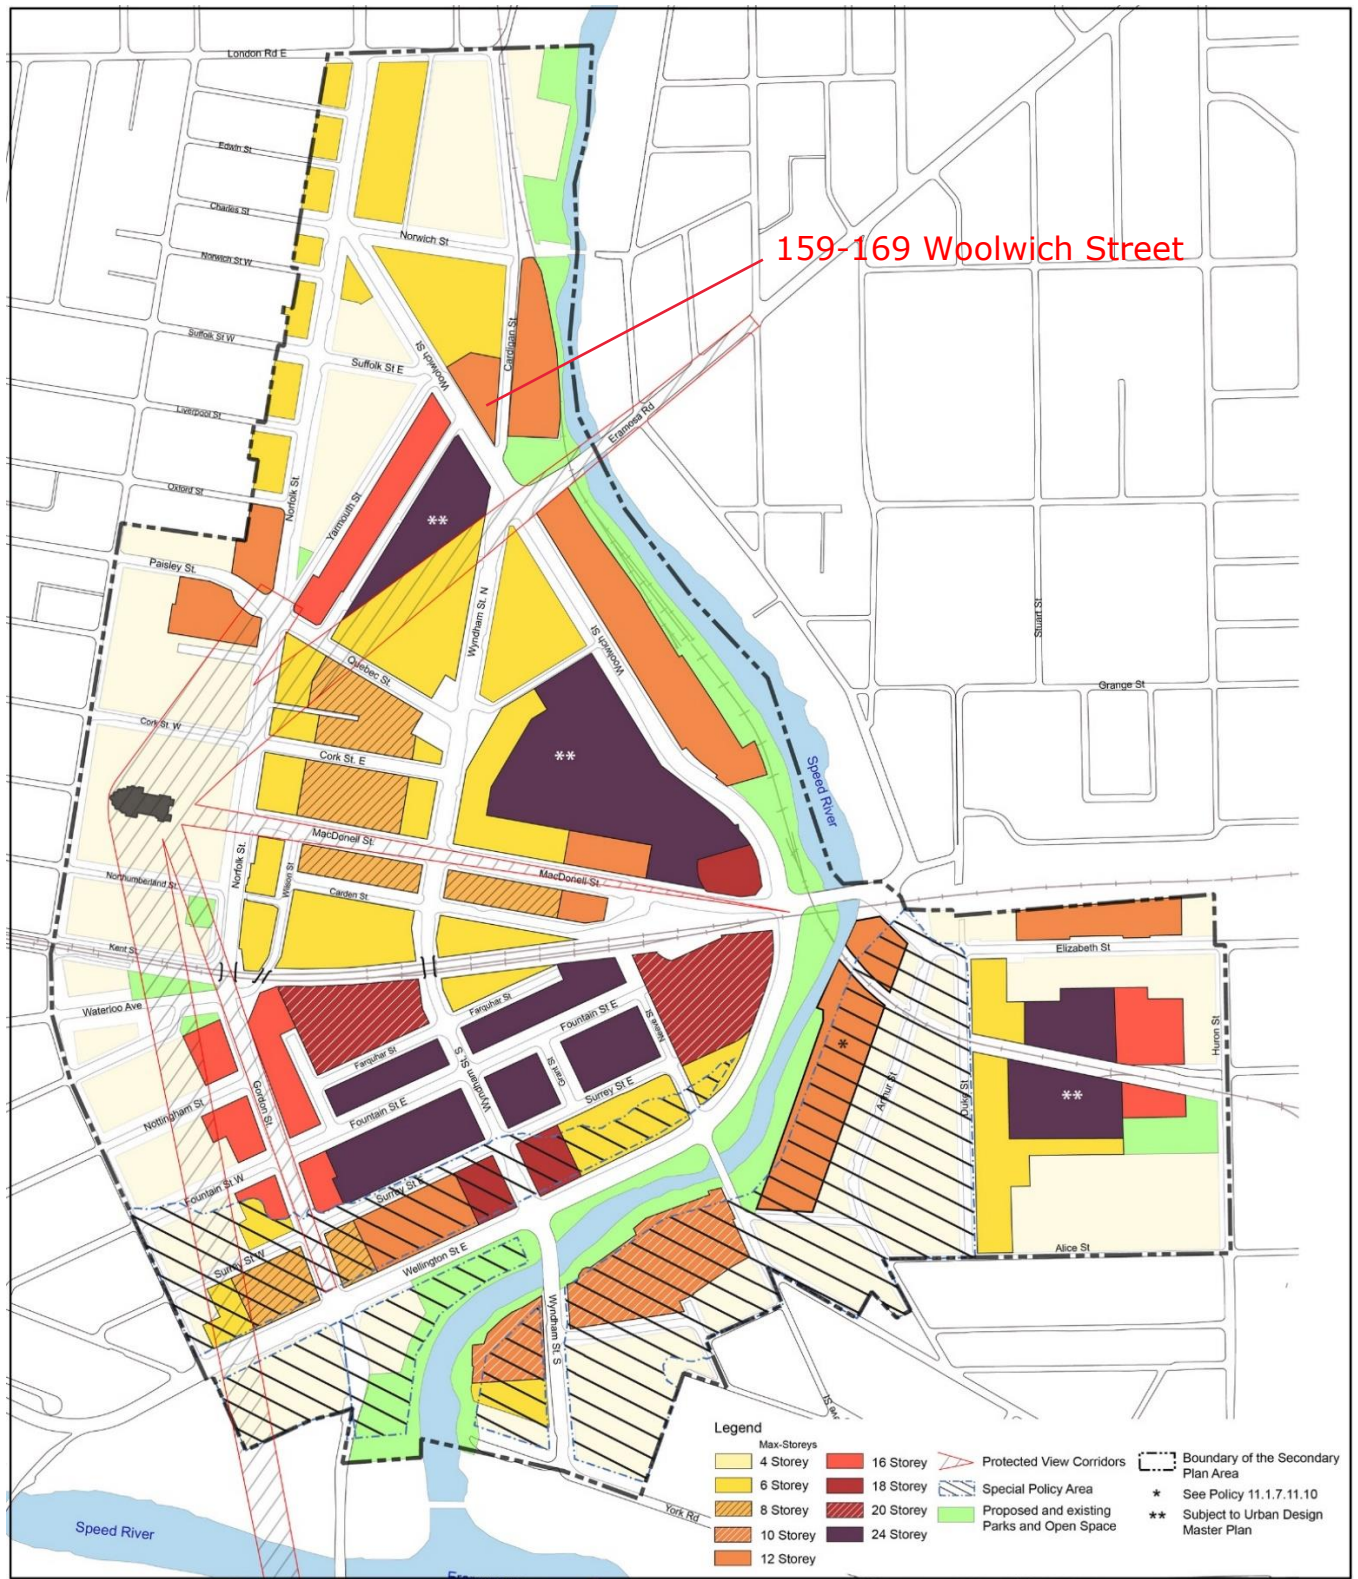 London Rd E
Edwin St
Charles St
Norwich St
159-169 Woolwich Street
Norwich St W
Cardigan St
Suffolk St W
Woolwich St
Suffolk St E
Liverpool St
Eramosa Rd
Norfolk St.
Oxford St
Yarmouth St
**
Paisley St.
Wyndham St. N
Woolwich St
Stuart St
Quebec St.
Grange St
Cork St. W
Cork St. E
**
Speed River
MacDonell St.
Norfolk St.
Wilson St
MacDonell St
Northumberland St.
Carden St
Kent St
Elizabeth St
Waterloo Ave
Farquhar St
Fountain St E
Neeve St
Huron St
Farquhar St
Wyndham St. S
Grant St
*
Arthur St
Duke St
**
Gordon St
Surrey St E
Nottingham St
Fountain St E
Fountain St W
Surrey St E
Surrey St W
Wellington St E
Alice St
Wyndham St. S
York Rd
Speed River
Legend
Max-Storeys
4 Storey
6 Storey
8 Storey
10 Storey
12 Storey
16 Storey
18 Storey
20 Storey
24 Storey
Protected View Corridors
Special Policy Area
Proposed and existing
Parks and Open Space
Boundary of the Secondary
Plan Area
* See Policy 11.1.7.11.10
** Subject to Urban Design
Master Plan